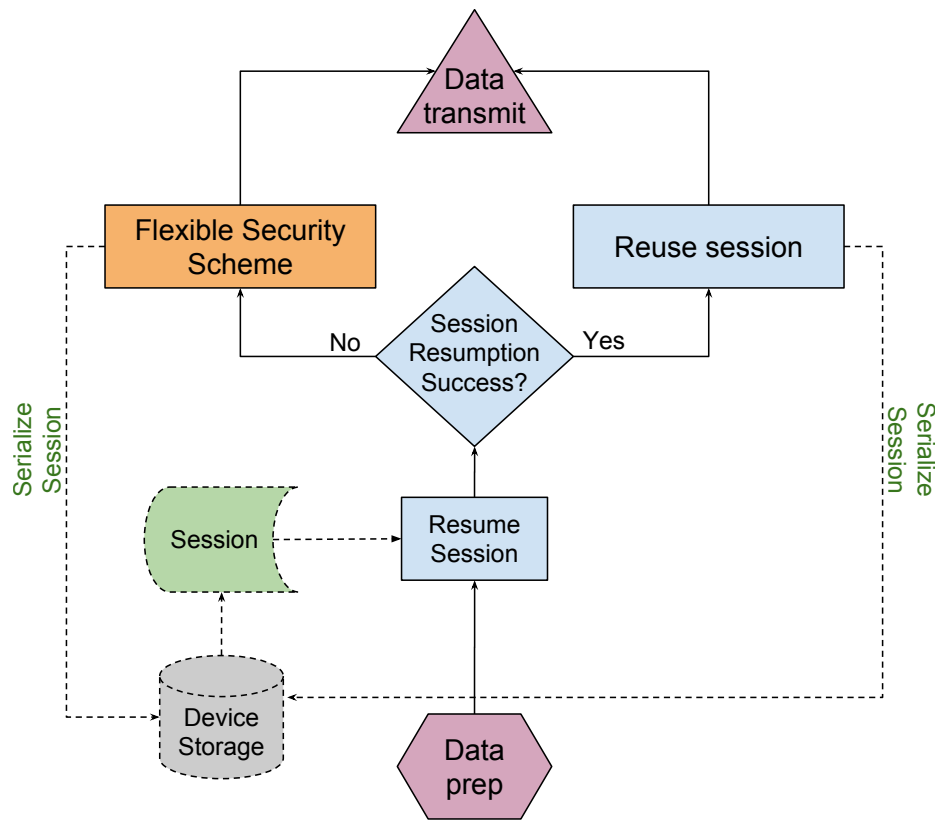 Data
transmit
Flexible Security
Scheme
Reuse session
Session
Resumption
Success?
No
Yes
Serialize
Session
Serialize
Session
Session
Resume
Session
Device
Storage
Data
prep